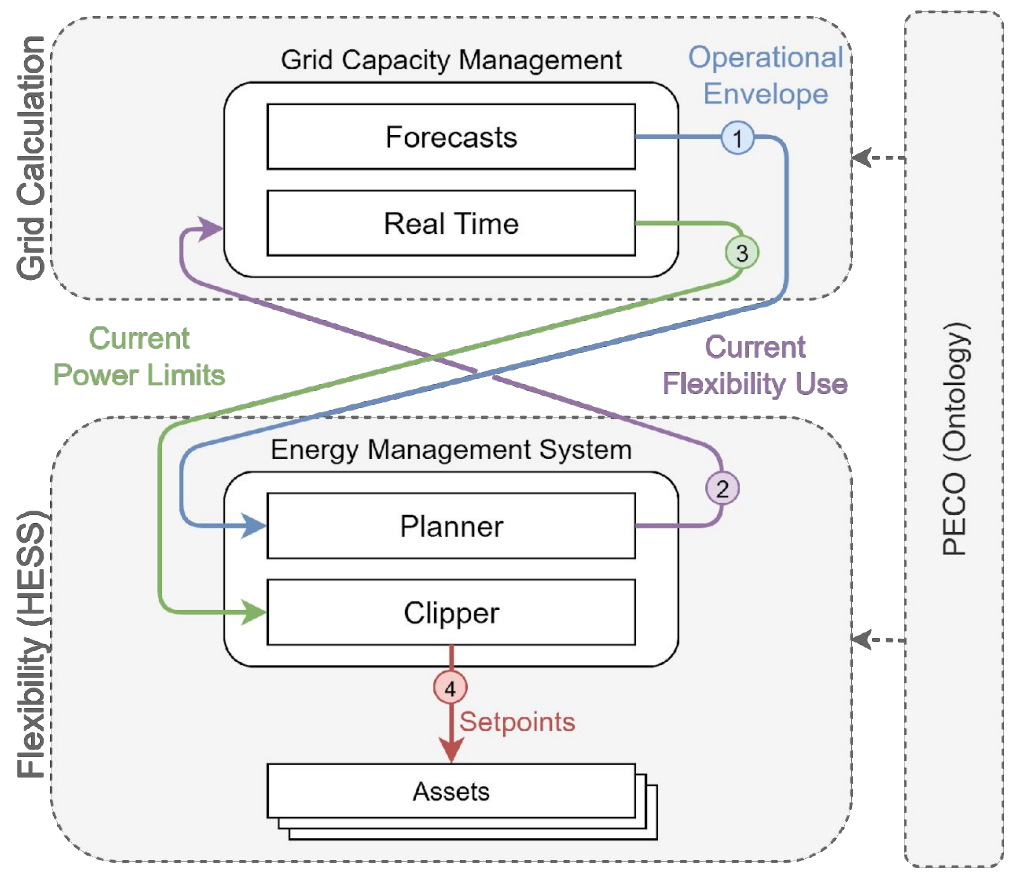 Grid Calculation
Grid Capacity Management
Operational
Envelope
Forecasts
1
Real Time
3
Current
Power Limits
Current
Flexibility Use
PECO (Ontology)
Flexibility (HESS)
Energy Management System
2
Planner
Clipper
4
Setpoints
Assets